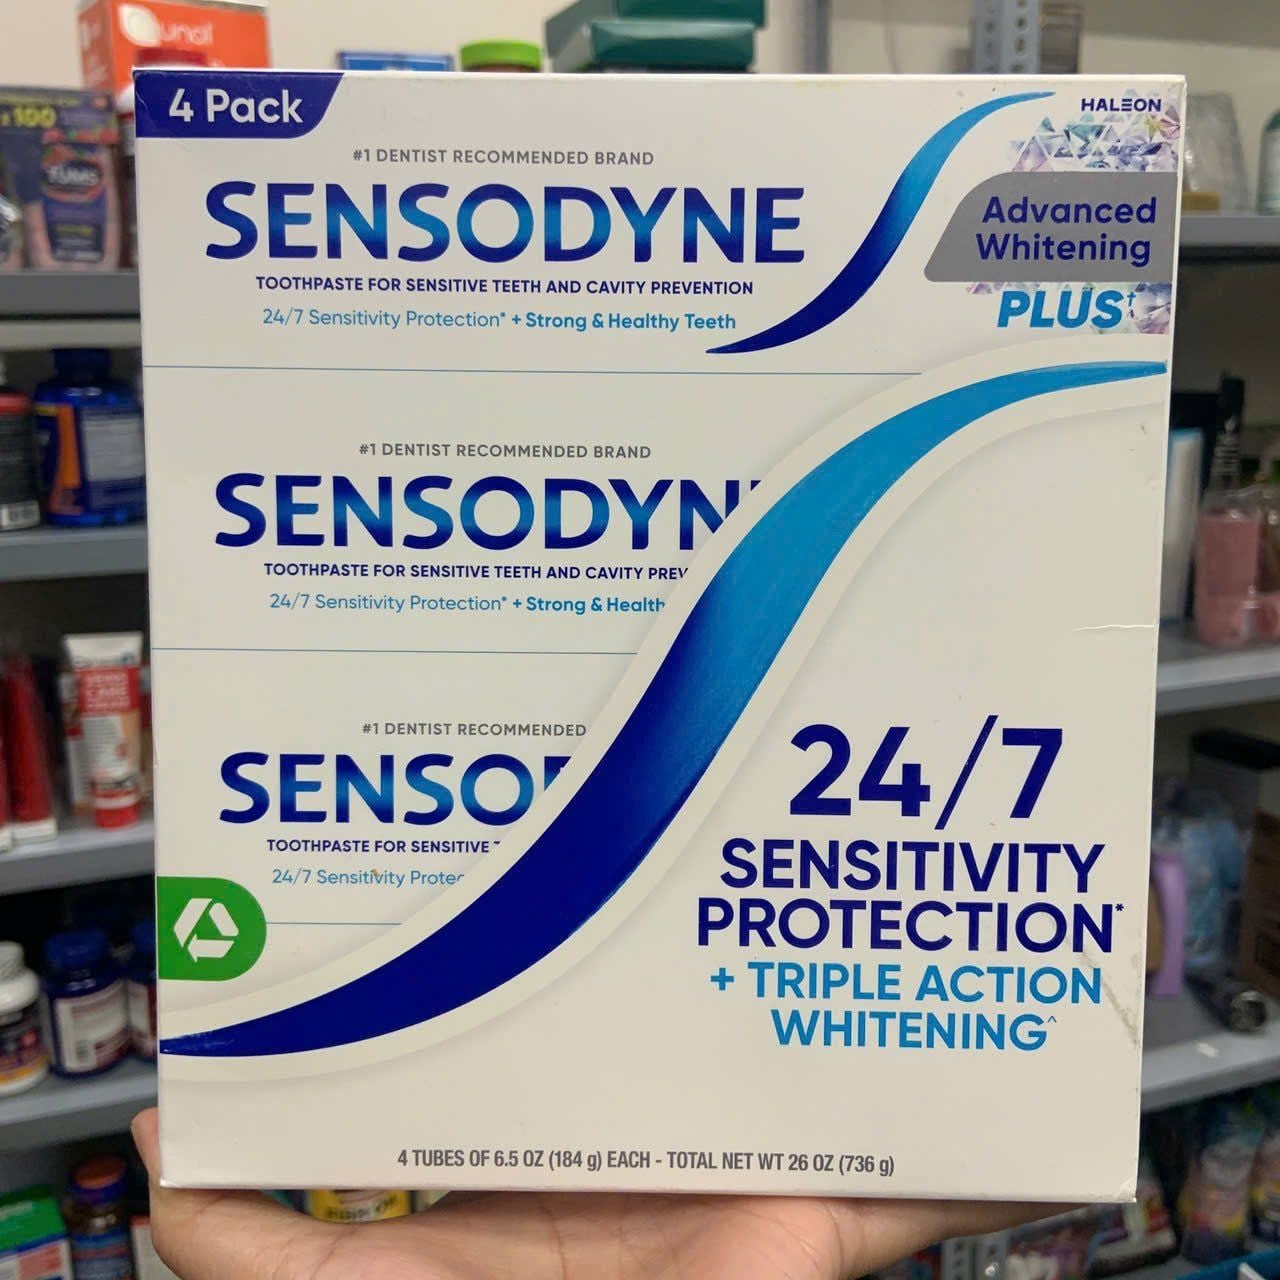 unol
x100
TUMS
4 Pack
HALEON
#1 DENTIST RECOMMENDED BRAND
SENSODYNE
TOOTHPASTE FOR SENSITIVE TEETH AND CAVITY PREVENTION
24/7 Sensitivity Protection* + Strong & Healthy Teeth
Advanced
Whitening
PLUS†
#1 DENTIST RECOMMENDED BRAND
SENSODYN
TOOTHPASTE FOR SENSITIVE TEETH AND CAVITY PREV
24/7 Sensitivity Protection* + Strong & Health
#1 DENTIST RECOMMENDED
SENSO
TOOTHPASTE FOR SENSITIVE
24/7 Sensitivity Protec
24/7
SENSITIVITY
PROTECTION*
+ TRIPLE ACTION
WHITENING^
4 TUBES OF 6.5 OZ (184 g) EACH - TOTAL NET WT 26 OZ (736 g)